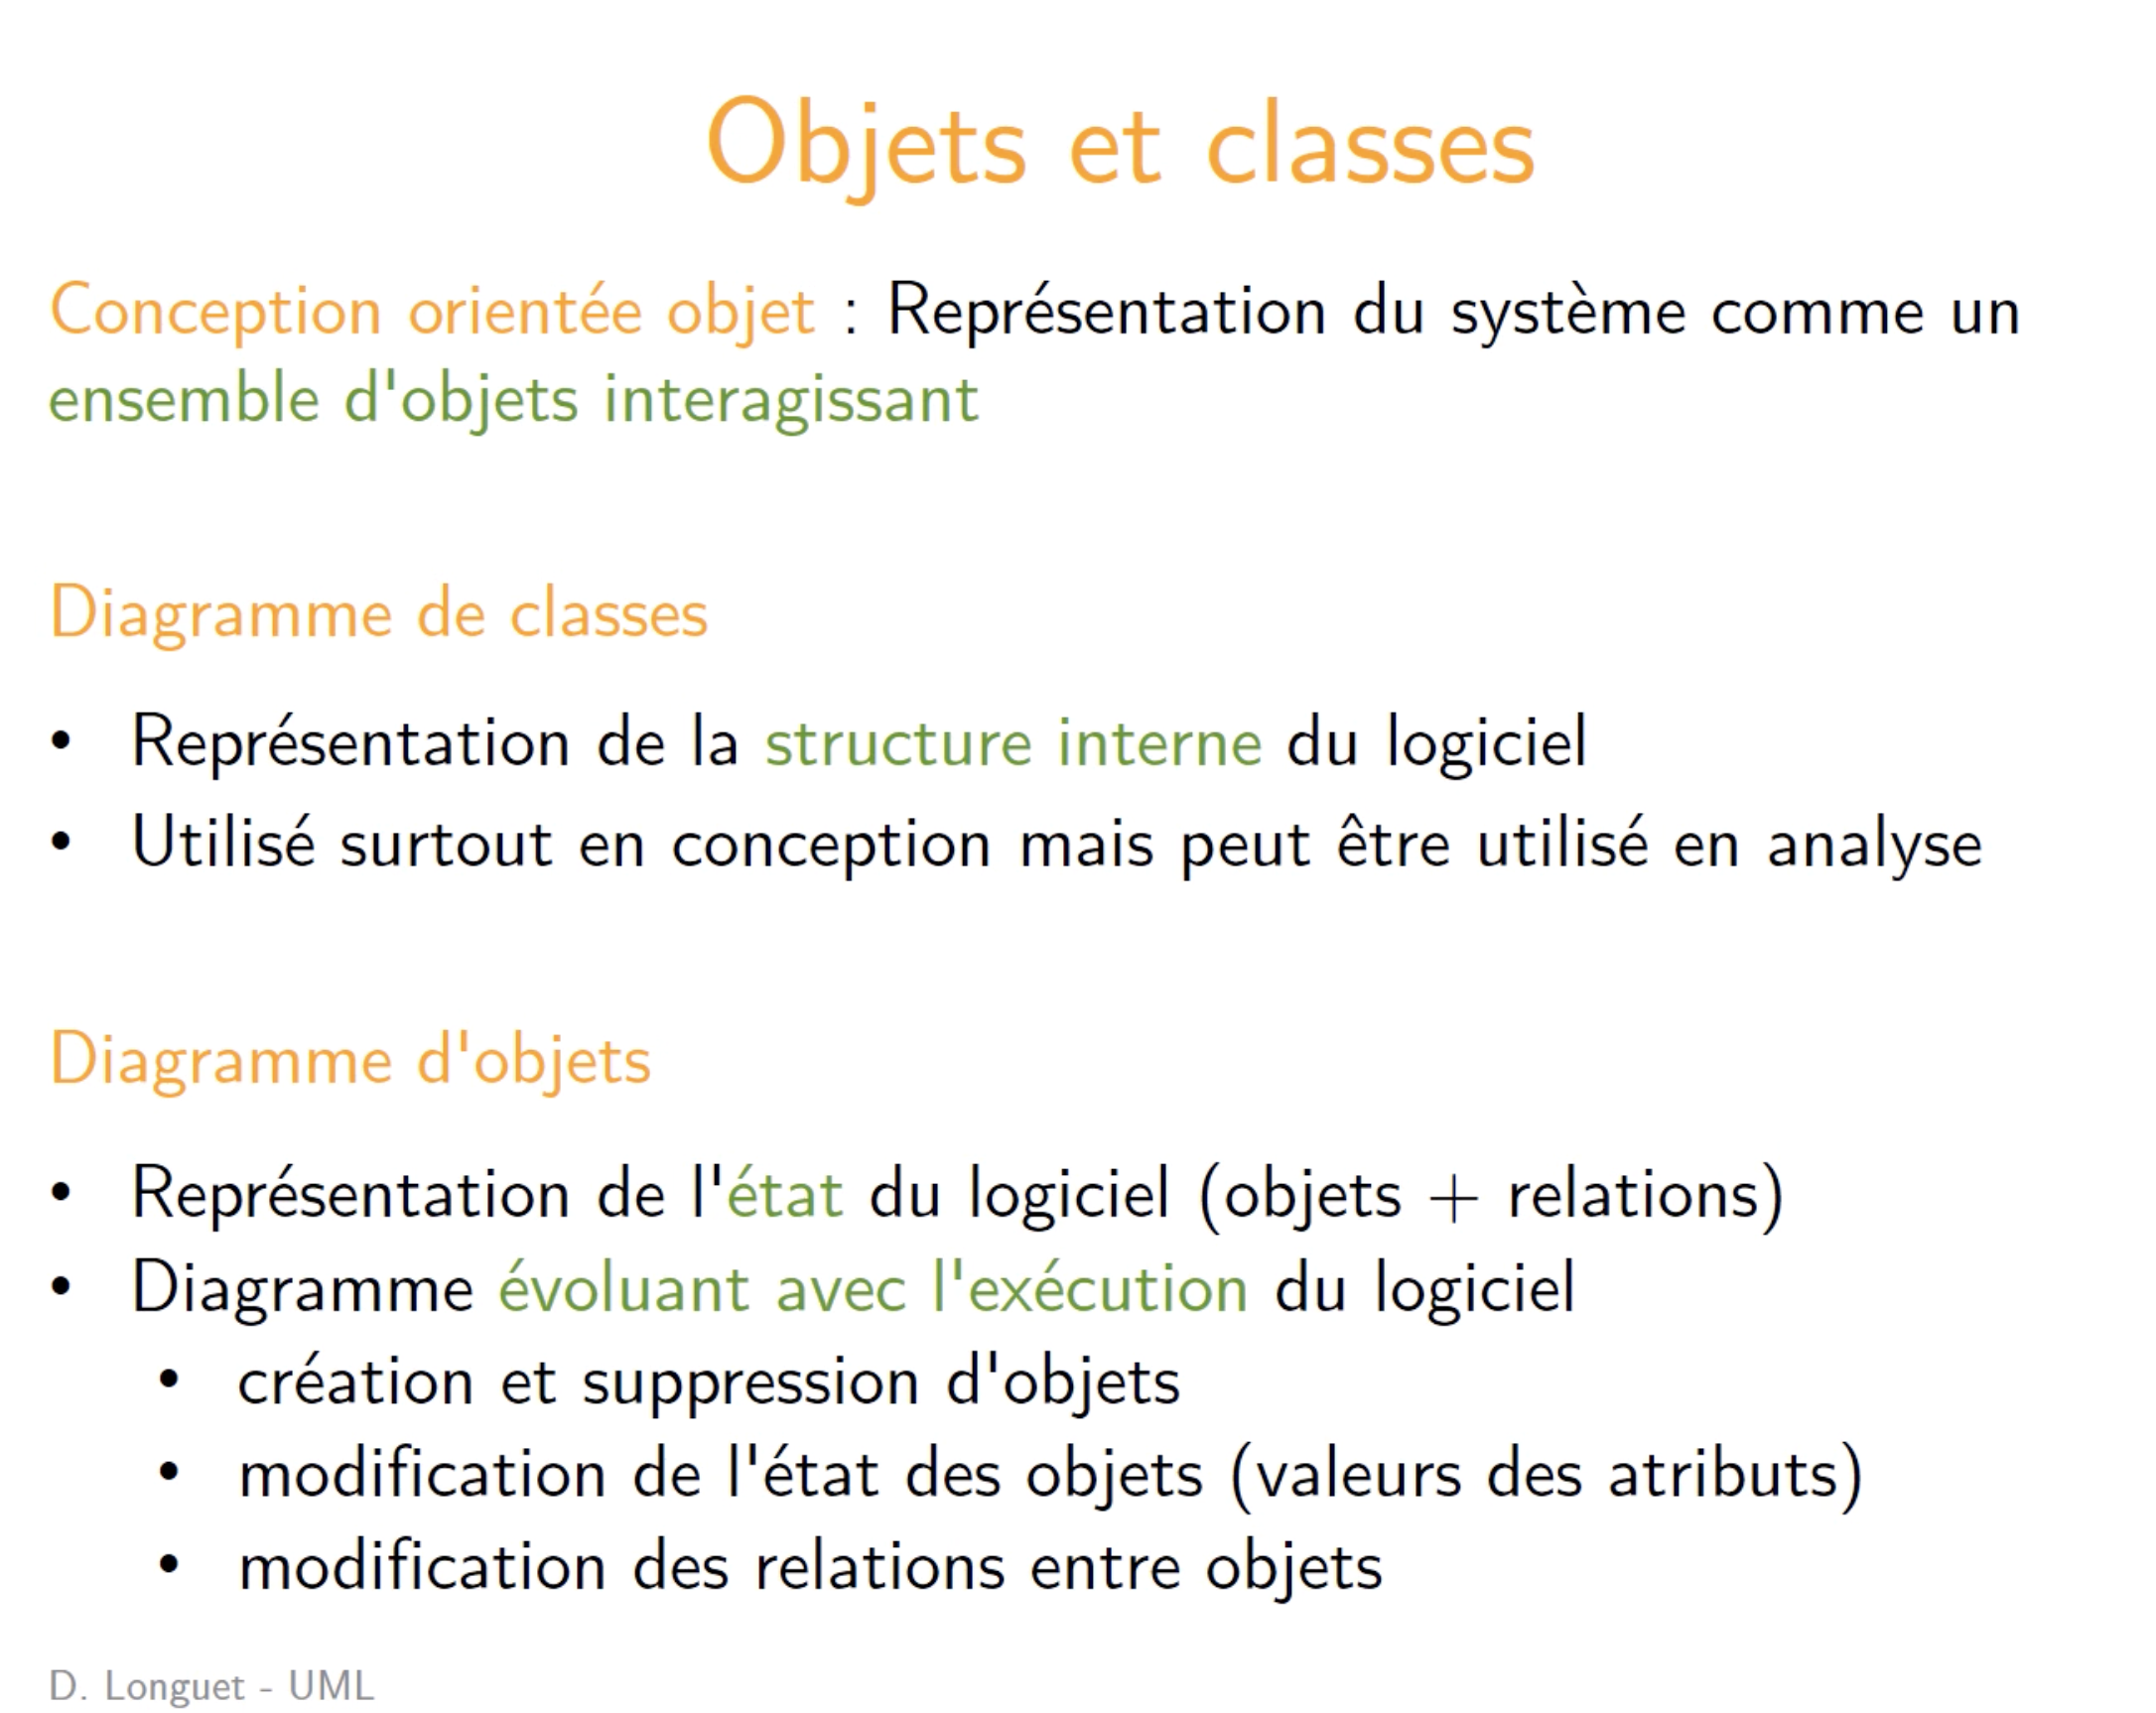 Objets et classes
Conception orientée objet : Représentation du système comme un
ensemble d'objets interagissant
Diagramme de classes
• Représentation de la structure interne du logiciel
• Utilisé surtout en conception mais peut être utilisé en analyse
Diagramme d'objets
• Représentation de l'état du logiciel (objets + relations)
• Diagramme évoluant avec l'exécution du logiciel
• création et suppression d'objets
• modification de l'état des objets (valeurs des atributs)
• modification des relations entre objets
D. Longuet - UML